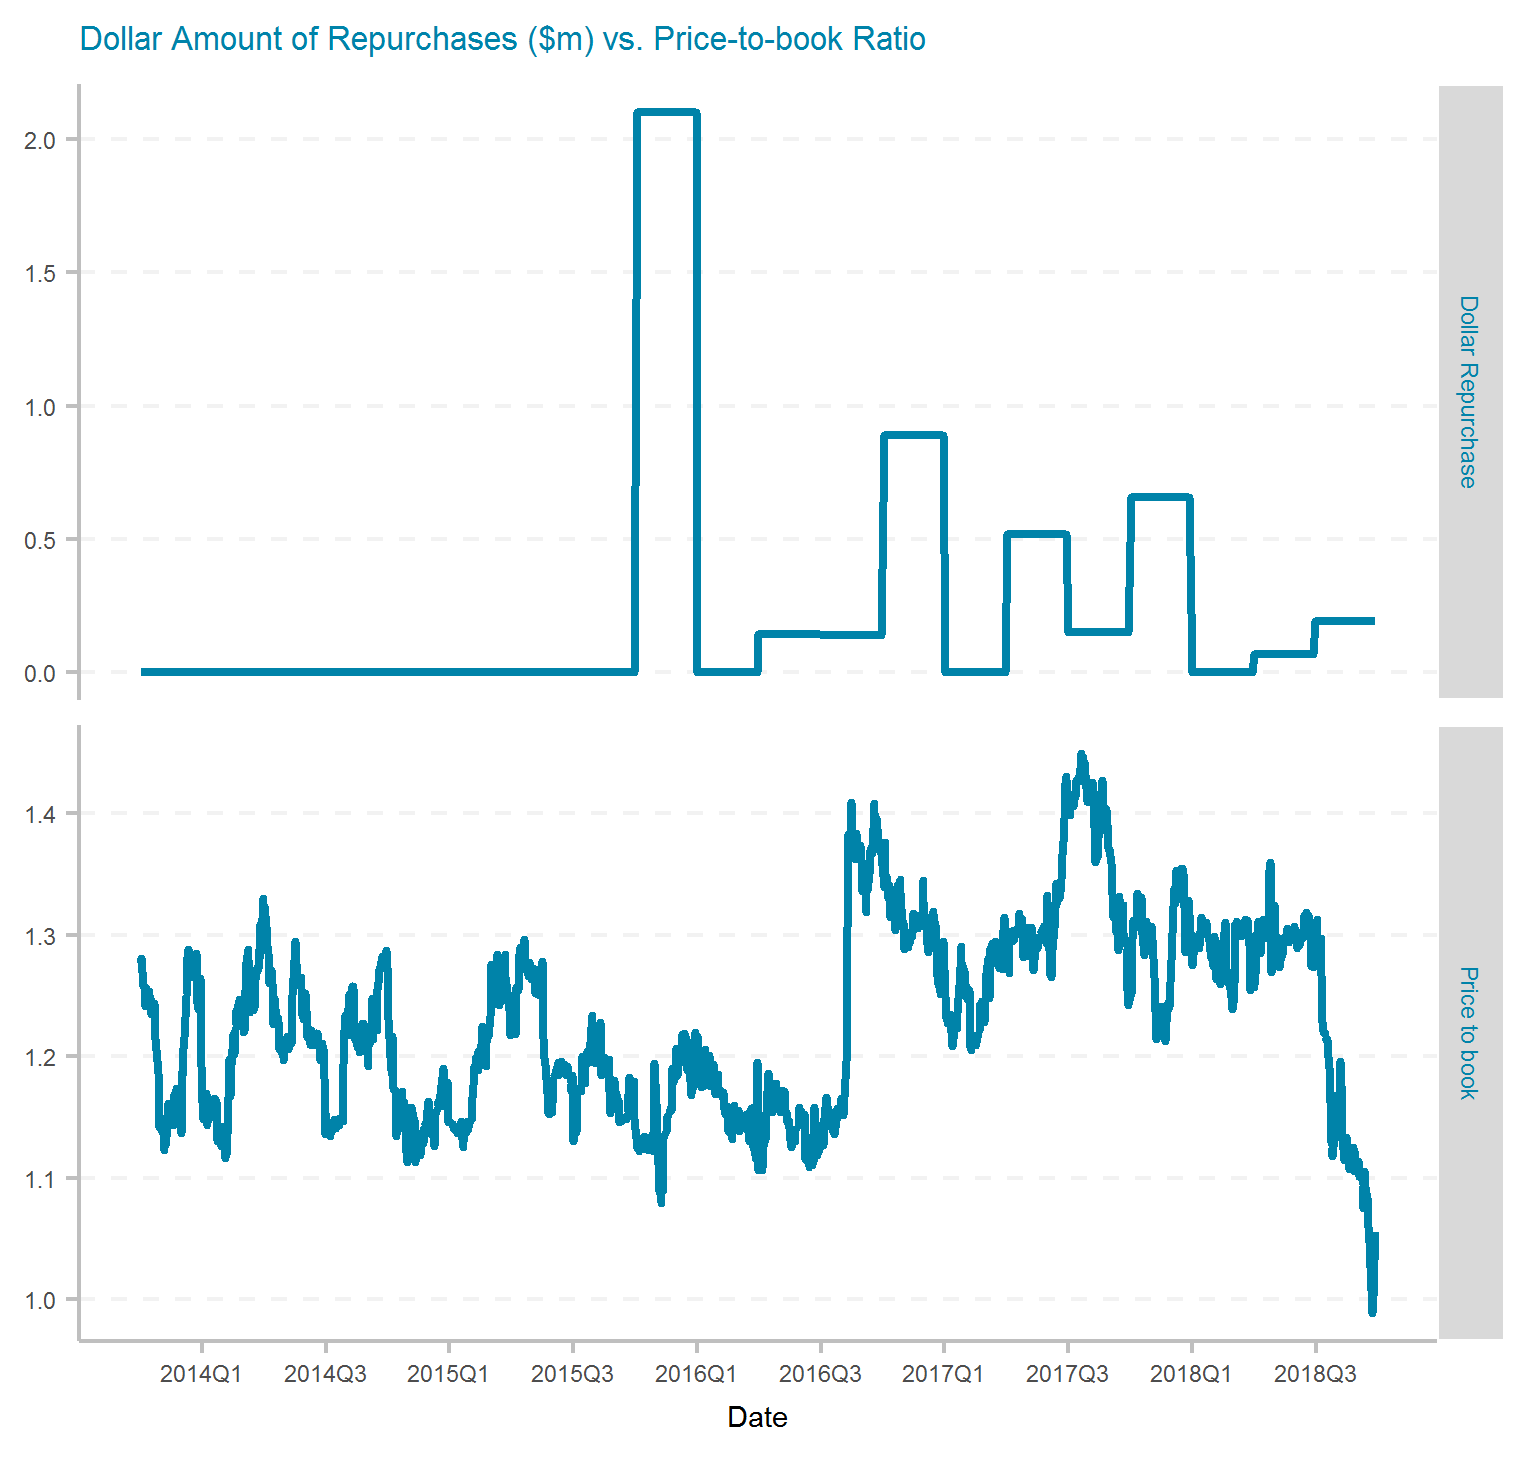 Dollar Amount of Repurchases ($m) vs. Price-to-book Ratio
2.0
1.5
1.0
0.5
0.0
Dollar Repurchase
1.4
1.3
1.2
1.1
1.0
Price to book
2014Q1 2014Q3 2015Q1 2015Q3 2016Q1 2016Q3 2017Q1 2017Q3 2018Q1 2018Q3
Date